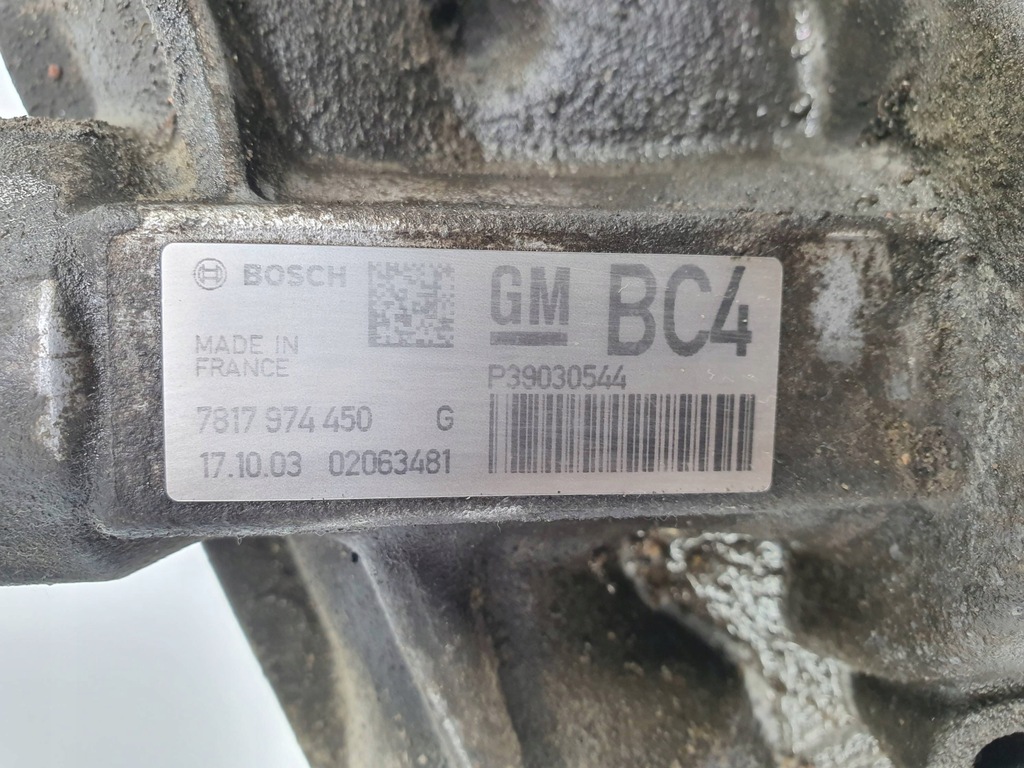 BOSCH
MADE IN
FRANCE
7817 974 450 G
17.10.03 02063481
GM BC4
P39030544